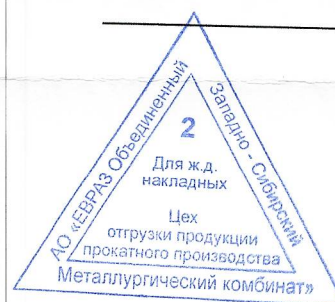 АО «ЕВРАЗ Объединенный
Западно - Сибирский
Металлургический комбинат»
2
Для ж.д.
накладных
Цех
отгрузки продукции
прокатного производства